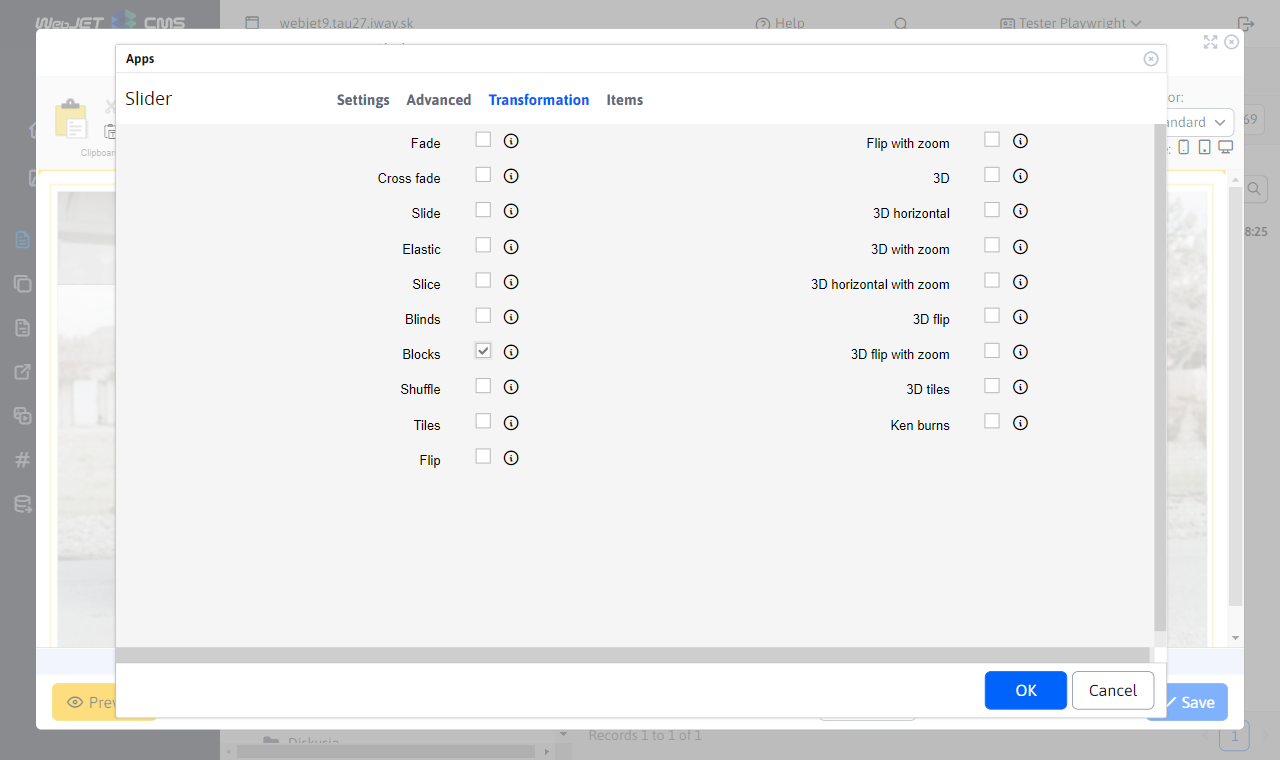 WebJET CMS
webjet9.tau27.iway.sk
Help
Tester Playwright
Apps
Slider
Settings
Advanced
Transformation
Items
or:
ndard
69
Clipboar
e:
8:25
Fade
Cross fade
Slide
Elastic
Slice
Blinds
Blocks
Shuffle
Tiles
Flip
Flip with zoom
3D
3D horizontal
3D with zoom
3D horizontal with zoom
3D flip
3D flip with zoom
3D tiles
Ken burns
OK
Cancel
Prev
Save
Diskusia
Records 1 to 1 of 1
1